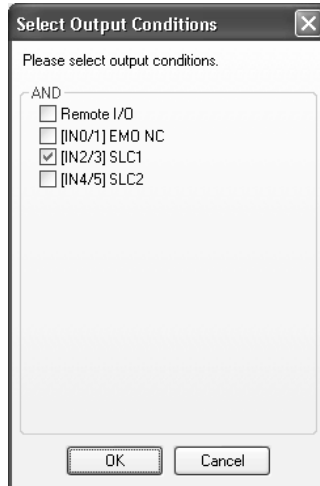 Select Output Conditions
Please select output conditions.
AND
Remote I/O
[IN0/1] EMO NC
[IN2/3] SLC1
[IN4/5] SLC2
OK Cancel